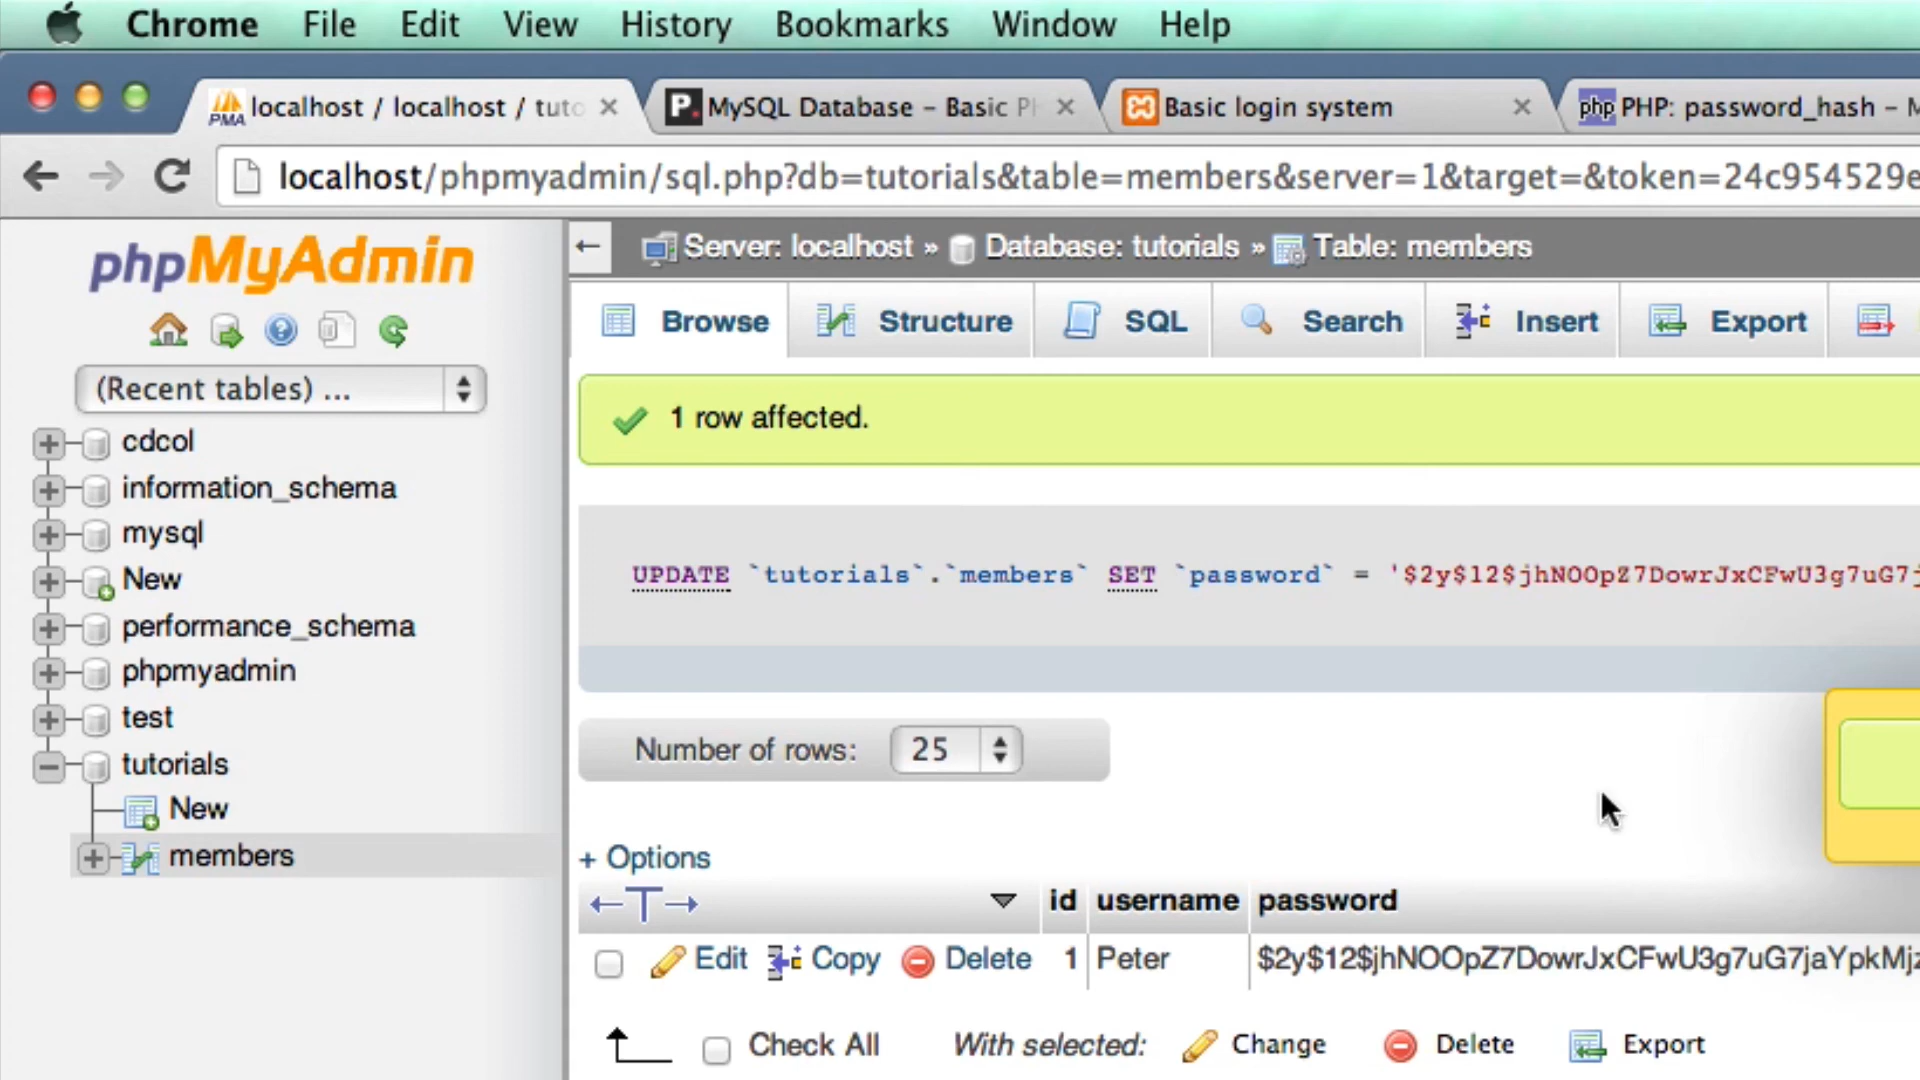 Chrome File Edit View History Bookmarks Window Help
PMA localhost / localhost / tuto
P. MySQL Database – Basic P
Basic login system
php PHP: password_hash –
localhost/phpmyadmin/sql.php?db=tutorials&table=members&server=1&target=&token=24c954529e
phpMyAdmin
(Recent tables) ...
cdcol
information_schema
mysql
New
performance_schema
phpmyadmin
test
tutorials
New
members
Server: localhost » Database: tutorials » Table: members
Browse Structure SQL Search Insert Export
1 row affected.
UPDATE `tutorials`.`members` SET `password` = '$2y$12$jhNOOpZ7DowrJxCFwU3g7uG7j
Number of rows: 25
+ Options
←T→ id username password
Edit Copy Delete 1 Peter $2y$12$jhNOOpZ7DowrJxCFwU3g7uG7jaYpkMjz
Check All With selected: Change Delete Export